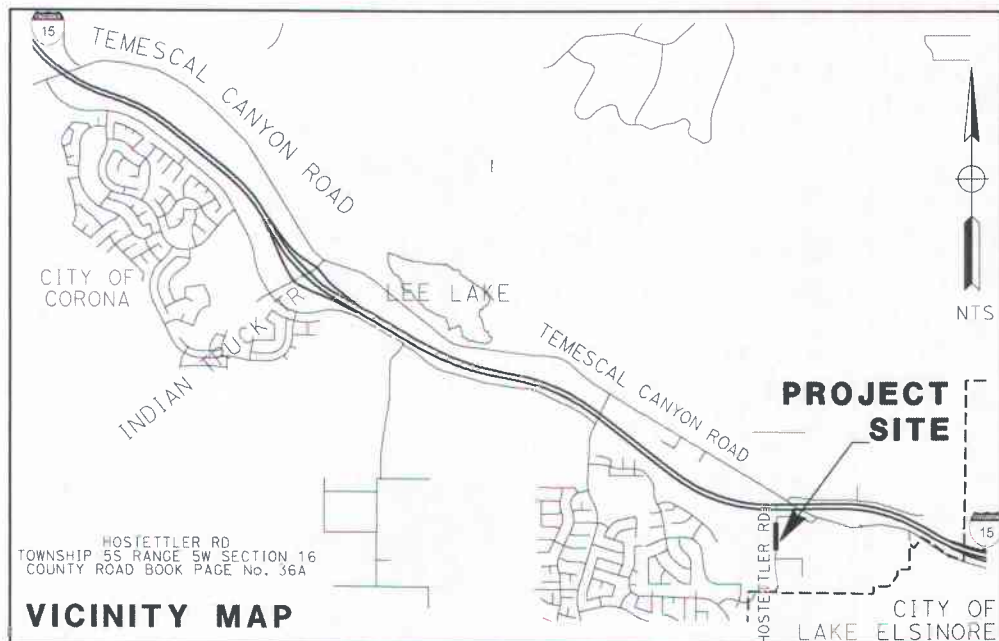 15
TEMESCAL CANYON ROAD
CITY OF
CORONA
LEE LAKE
INDIAN TRUCK TR
NTS
TEMESCAL CANYON ROAD
PROJECT
SITE
HOSTETTLER RD
15
HOSTETTLER RD
HOSTETTLER RD
TOWNSHIP 5S RANGE 5W SECTION 16
COUNTY ROAD BOOK PAGE No. 36A
VICINITY MAP
CITY OF
LAKE ELSINORE